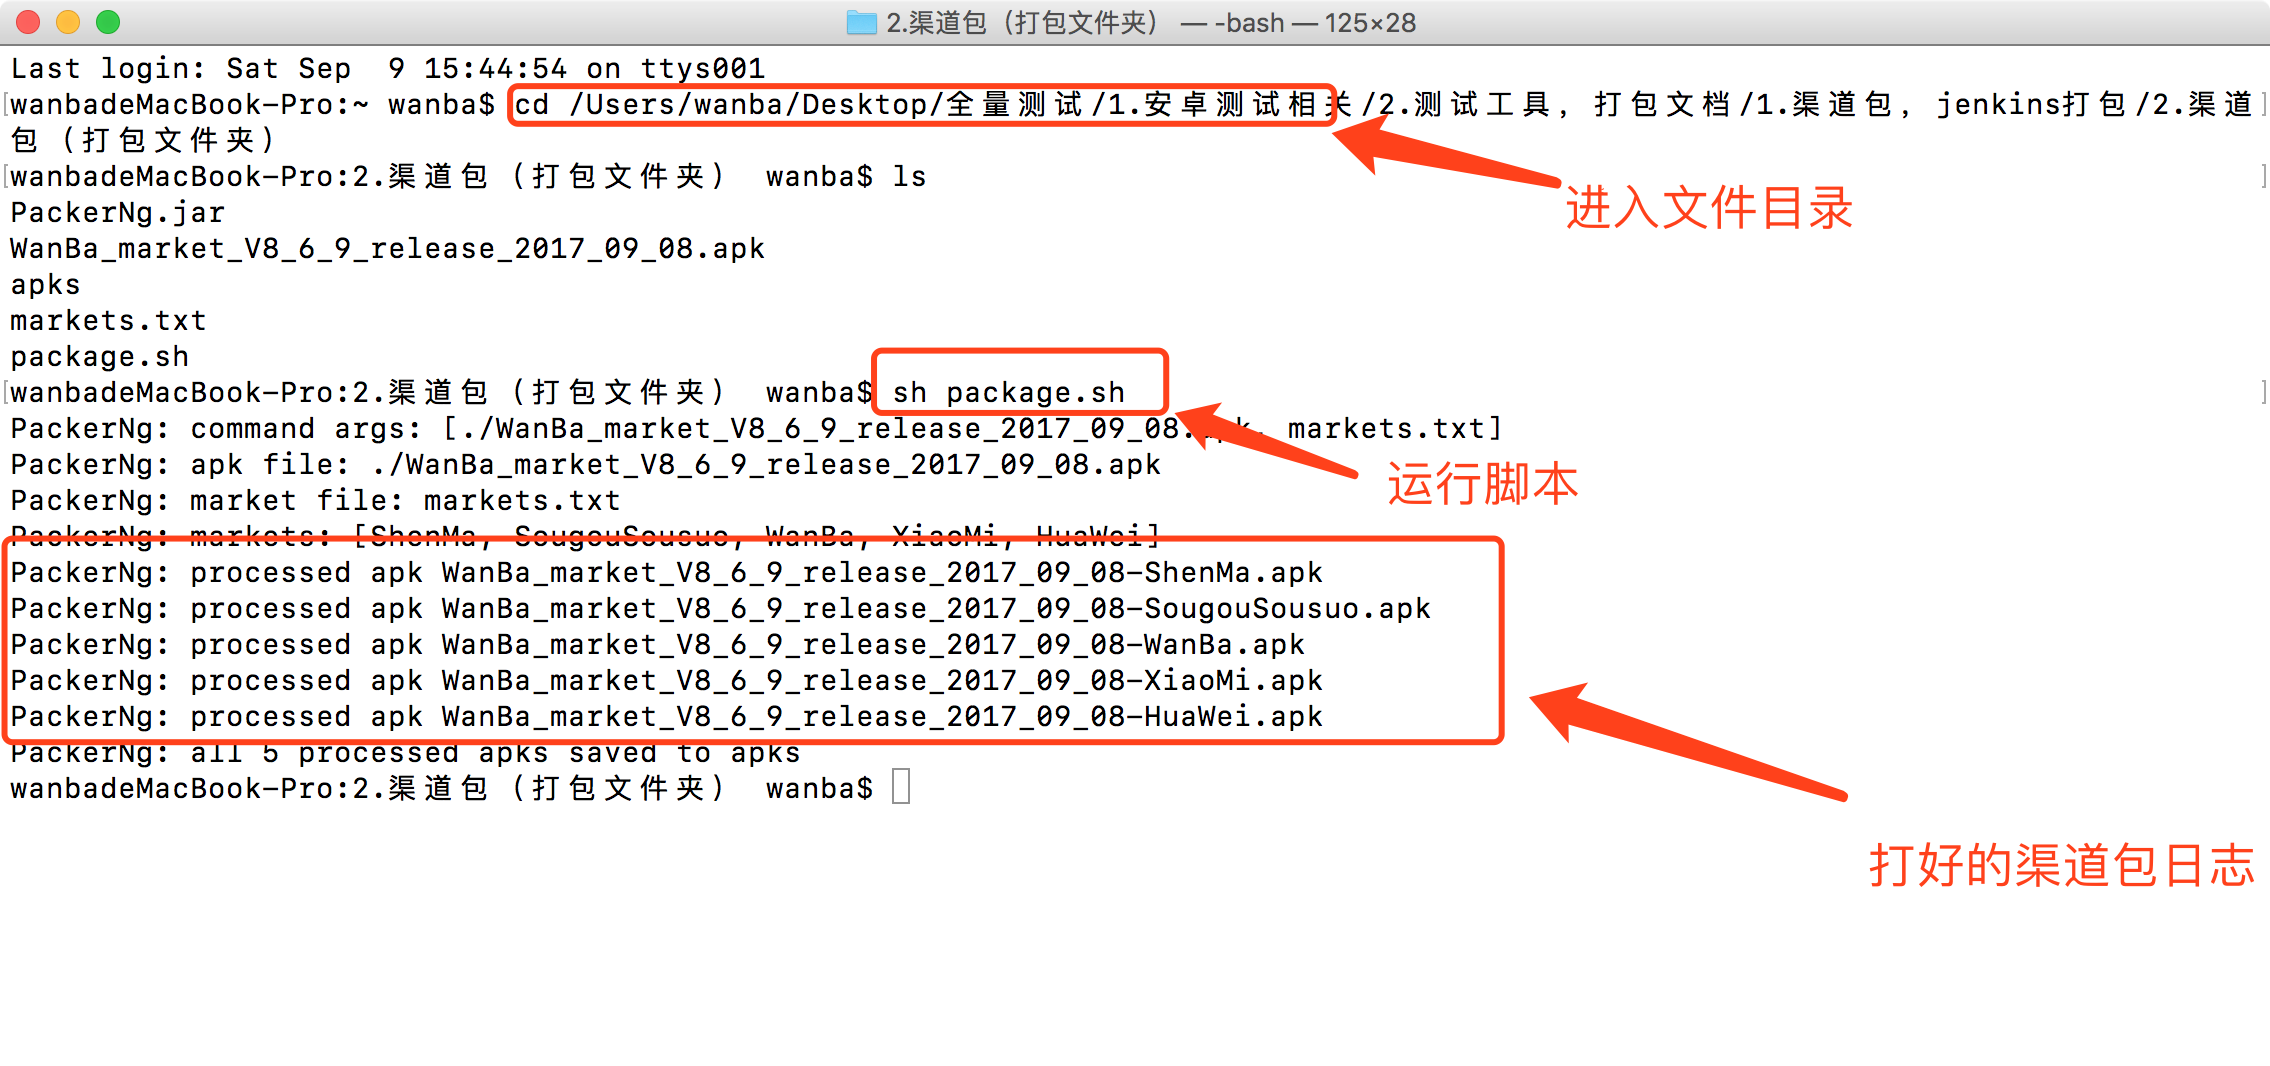 2.渠道包（打包文件夹） — -bash — 125×28
Last login: Sat Sep  9 15:44:54 on ttys001
wanbadeMacBook-Pro:~ wanba$ cd /Users/wanba/Desktop/全量测试/1.安卓测试相关/2.测试工具，打包文档/1.渠道包，jenkins打包/2.渠道
包（打包文件夹）
wanbadeMacBook-Pro:2.渠道包（打包文件夹） wanba$ ls
进入文件目录
PackerNg.jar
WanBa_market_V8_6_9_release_2017_09_08.apk
apks
markets.txt
package.sh
wanbadeMacBook-Pro:2.渠道包（打包文件夹） wanba$ sh package.sh
PackerNg: command args: [./WanBa_market_V8_6_9_release_2017_09_08.apk, markets.txt]
PackerNg: apk file: ./WanBa_market_V8_6_9_release_2017_09_08.apk
运行脚本
PackerNg: market file: markets.txt
PackerNg: markets: [ShenMa, SougouSousuo, WanBa, XiaoMi, HuaWei]
PackerNg: processed apk WanBa_market_V8_6_9_release_2017_09_08-ShenMa.apk
PackerNg: processed apk WanBa_market_V8_6_9_release_2017_09_08-SougouSousuo.apk
PackerNg: processed apk WanBa_market_V8_6_9_release_2017_09_08-WanBa.apk
PackerNg: processed apk WanBa_market_V8_6_9_release_2017_09_08-XiaoMi.apk
PackerNg: processed apk WanBa_market_V8_6_9_release_2017_09_08-HuaWei.apk
PackerNg: all 5 processed apks saved to apks
wanbadeMacBook-Pro:2.渠道包（打包文件夹） wanba$
打好的渠道包日志